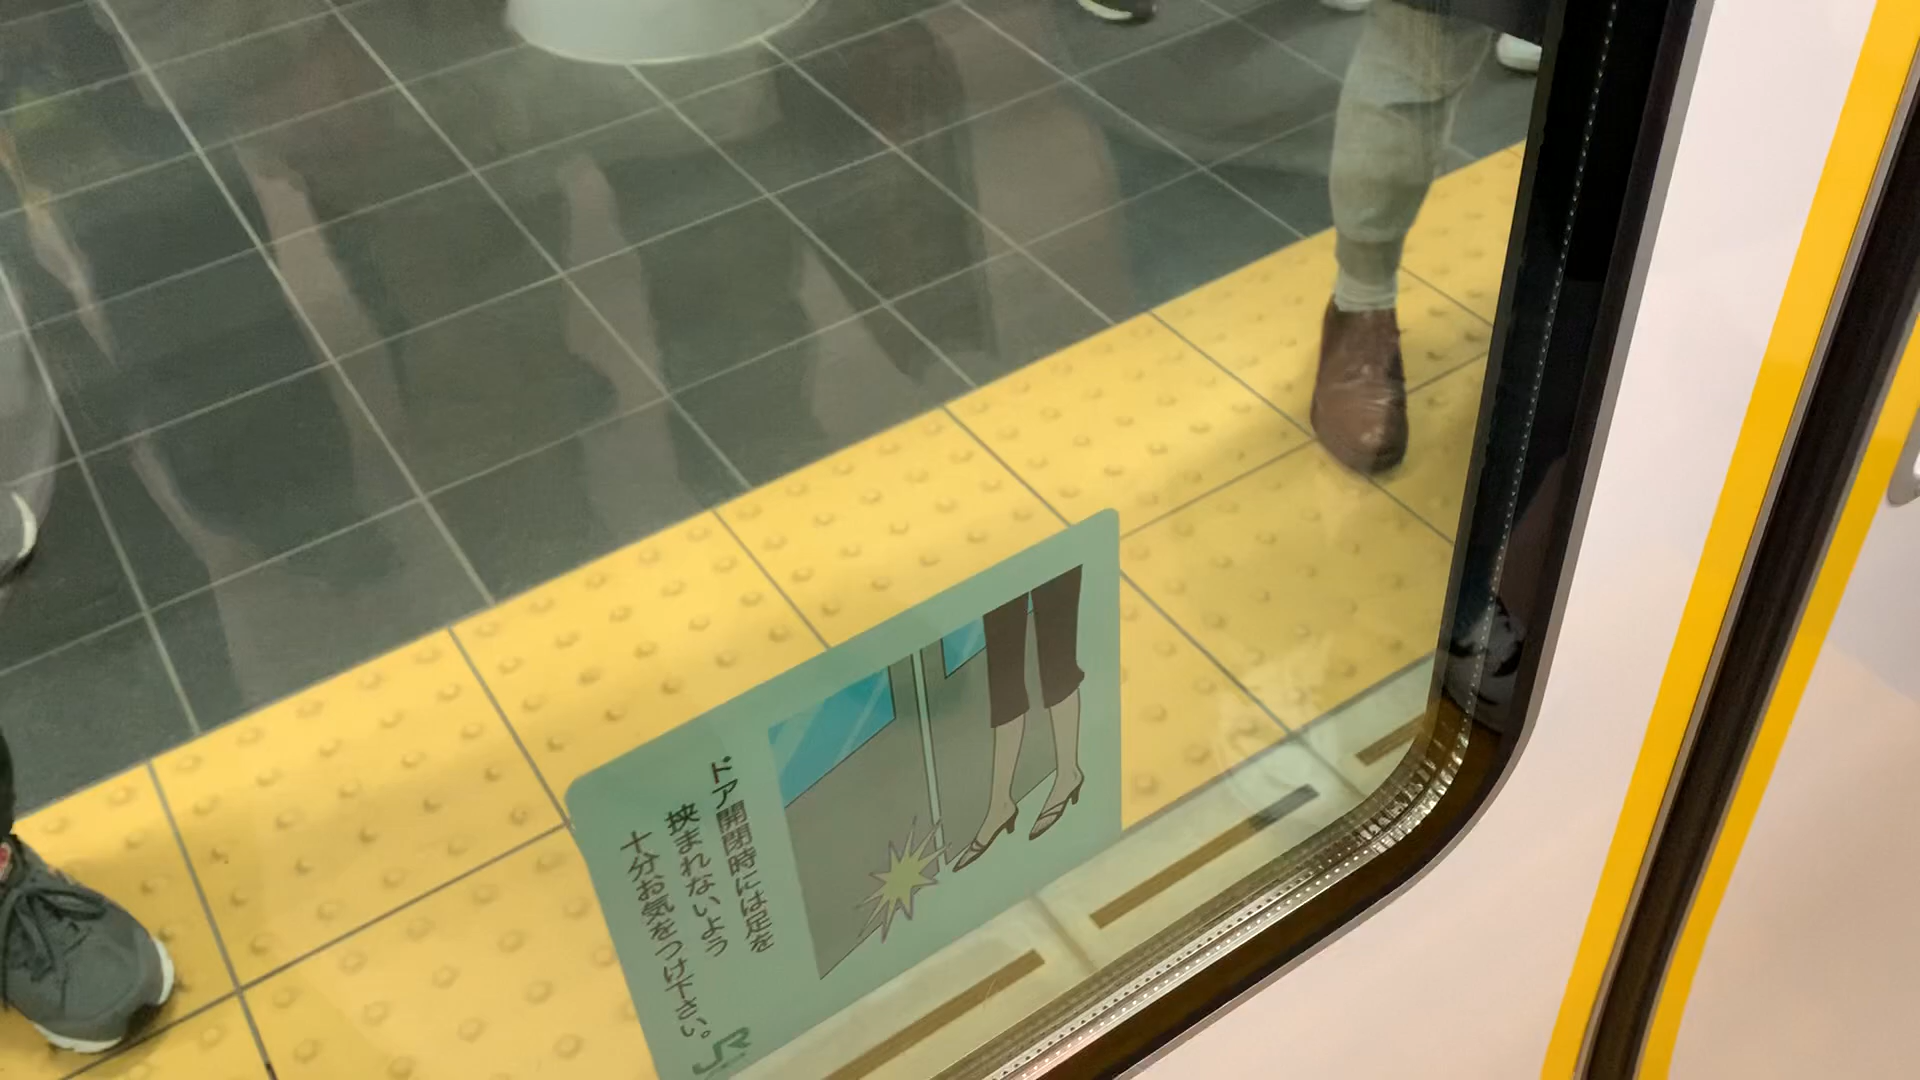 ドア開閉時には足を
挟まれないよう
十分お気をつけ下さい。
JR